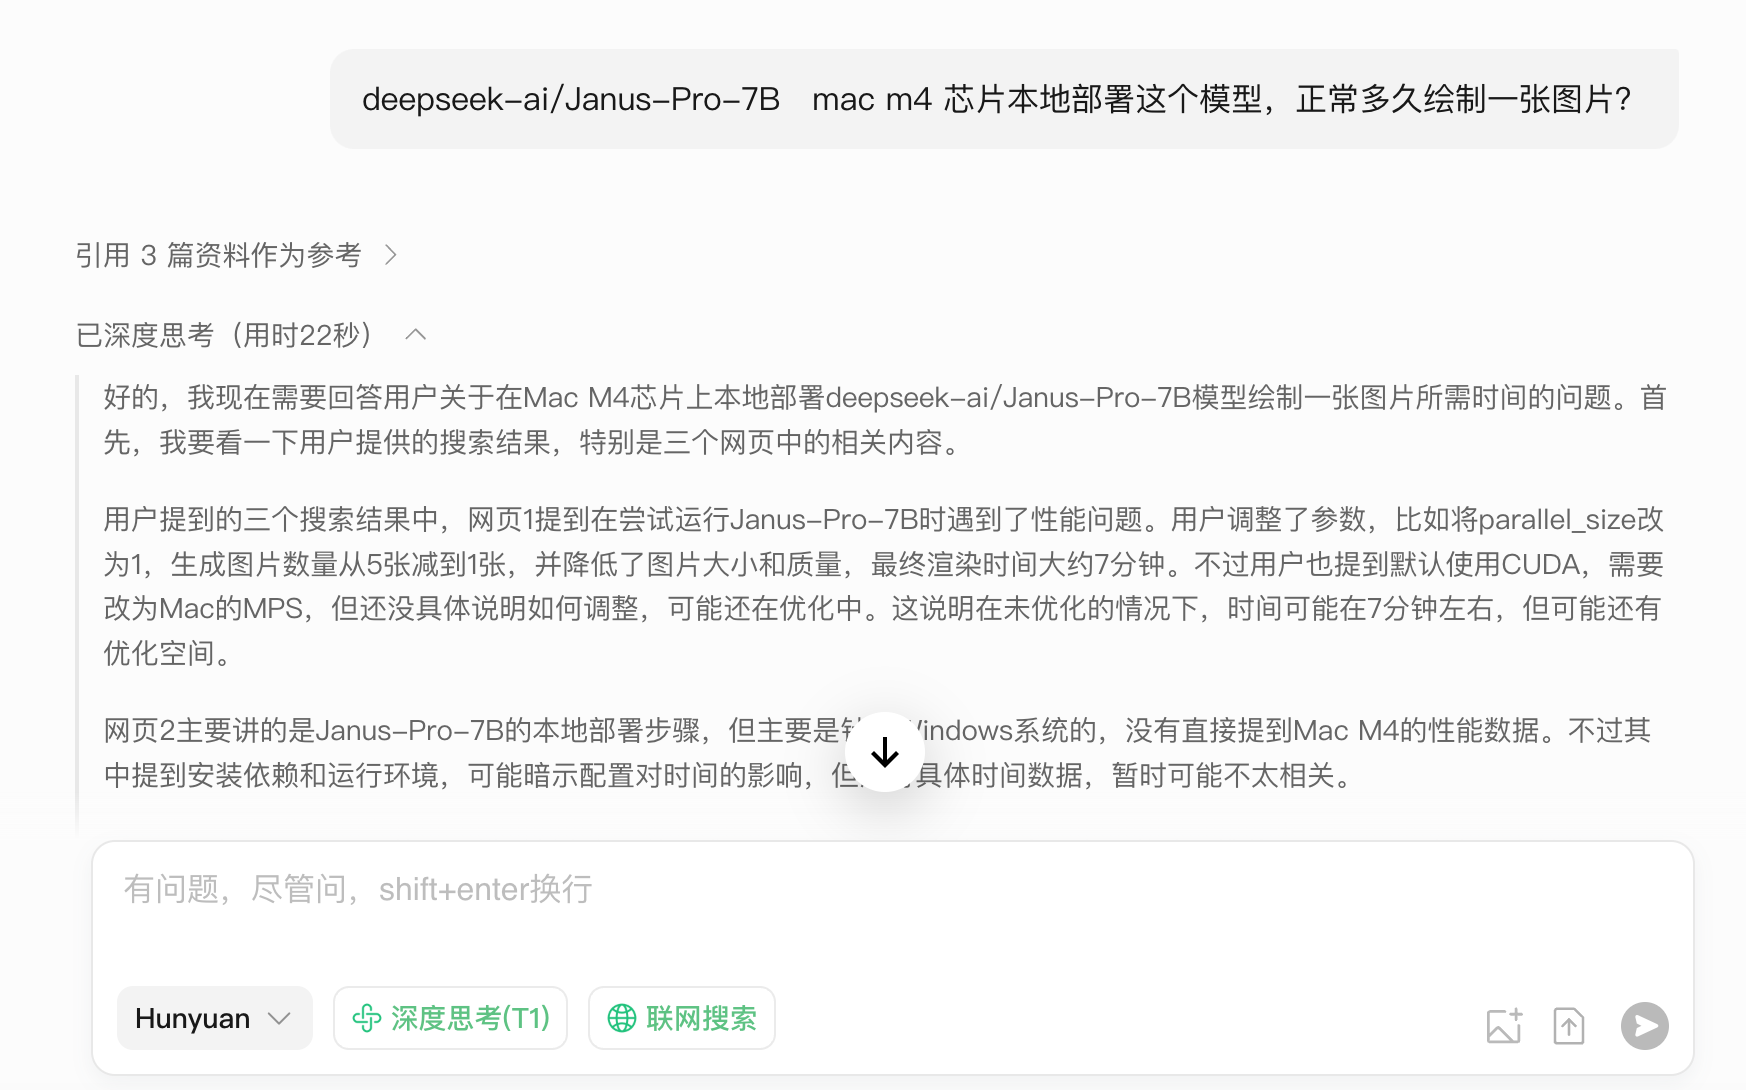 deepseek-ai/Janus-Pro-7B mac m4 芯片本地部署这个模型，正常多久绘制一张图片？
引用 3 篇资料作为参考
已深度思考（用时22秒）
好的，我现在需要回答用户关于在Mac M4芯片上本地部署deepseek-ai/Janus-Pro-7B模型绘制一张图片所需时间的问题。首
先，我要看一下用户提供的搜索结果，特别是三个网页中的相关内容。
用户提到的三个搜索结果中，网页1提到在尝试运行Janus-Pro-7B时遇到了性能问题。用户调整了参数，比如将parallel_size改
为1，生成图片数量从5张减到1张，并降低了图片大小和质量，最终渲染时间大约7分钟。不过用户也提到默认使用CUDA，需要
改为Mac的MPS，但还没具体说明如何调整，可能还在优化中。这说明在未优化的情况下，时间可能在7分钟左右，但可能还有
优化空间。
网页2主要讲的是Janus-Pro-7B的本地部署步骤，但主要是 indows系统的，没有直接提到Mac M4的性能数据。不过其
中提到安装依赖和运行环境，可能暗示配置对时间的影响，但 具体时间数据，暂时可能不太相关。
有问题，尽管问，shift+enter换行
Hunyuan 深度思考(T1) 联网搜索